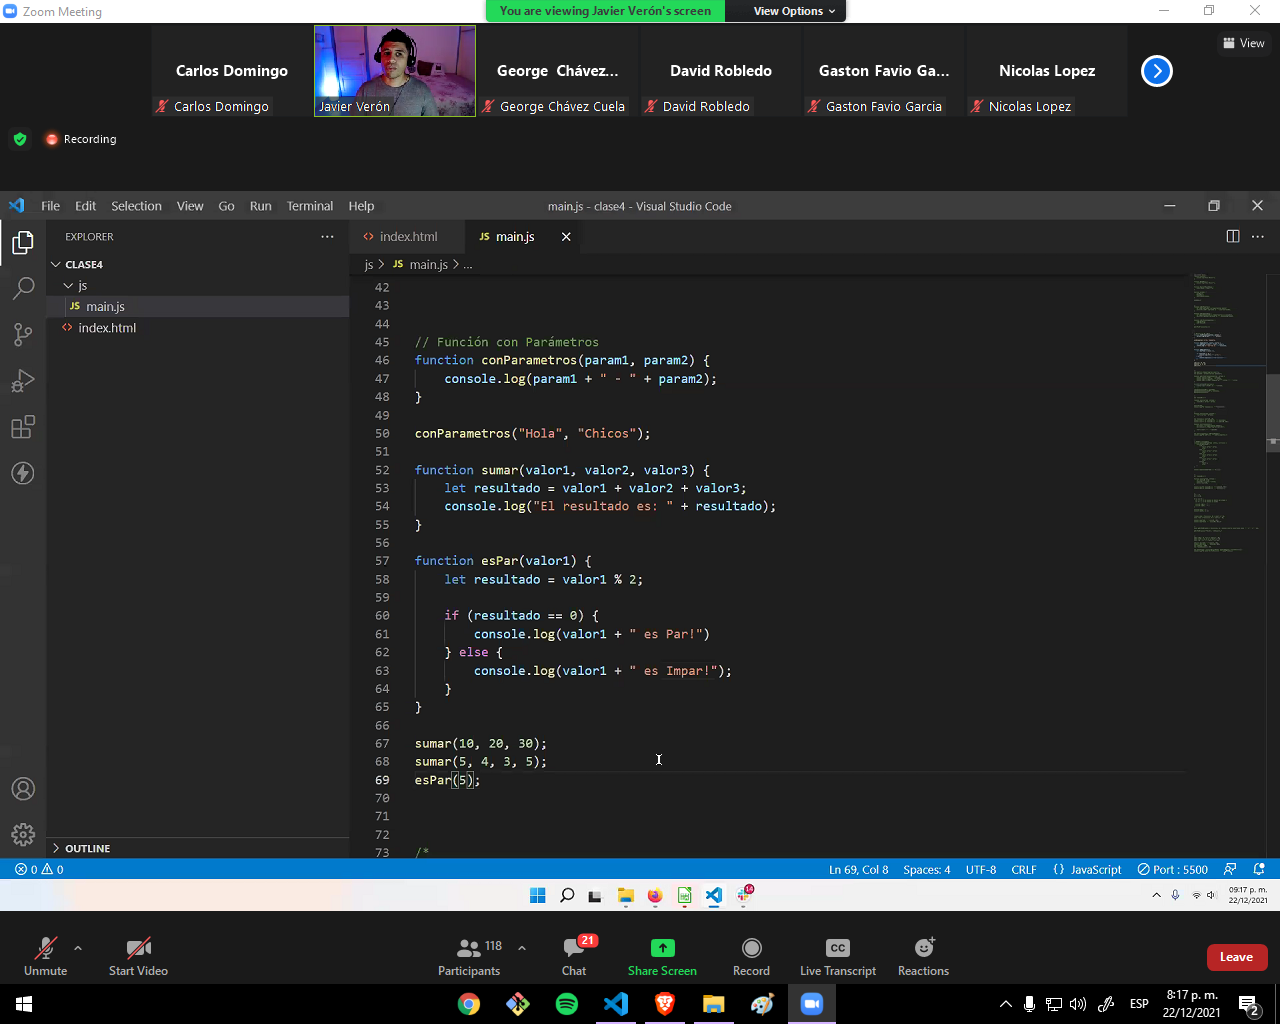 Zoom Meeting
You are viewing Javier Verón's screen
View Options
Carlos Domingo
George Chávez...
David Robledo
Gaston Favio Ga...
Nicolas Lopez
View
Carlos Domingo
Javier Verón
George Chávez Cuela
David Robledo
Gaston Favio Garcia
Nicolas Lopez
Recording
File Edit Selection View Go Run Terminal Help
main.js - clase4 - Visual Studio Code
EXPLORER
index.html
JS main.js
js > JS main.js > ...
CLASE4
js
JS main.js
index.html
42
43
44
45 // Función con Parámetros
46 function conParametros(param1, param2) {
47 console.log(param1 + " - " + param2);
48 }
49
50 conParametros("Hola", "Chicos");
51
52 function sumar(valor1, valor2, valor3) {
53 let resultado = valor1 + valor2 + valor3;
54 console.log("El resultado es: " + resultado);
55 }
56
57 function esPar(valor1) {
58 let resultado = valor1 % 2;
59
60 if (resultado == 0) {
61 console.log(valor1 + " es Par!")
62 } else {
63 console.log(valor1 + " es Impar!");
64 }
65 }
66
67 sumar(10, 20, 30);
68 sumar(5, 4, 3, 5);
69 esPar(5);
70
71
72
73 /*
OUTLINE
0 0
Ln 69, Col 8 Spaces: 4 UTF-8 CRLF {} JavaScript Port : 5500
14
09:17 p. m.
22/12/2021
Unmute
Start Video
118
Participants
21
Chat
Share Screen
Record
CC
Live Transcript
Reactions
Leave
ESP
8:17 p. m.
22/12/2021
2